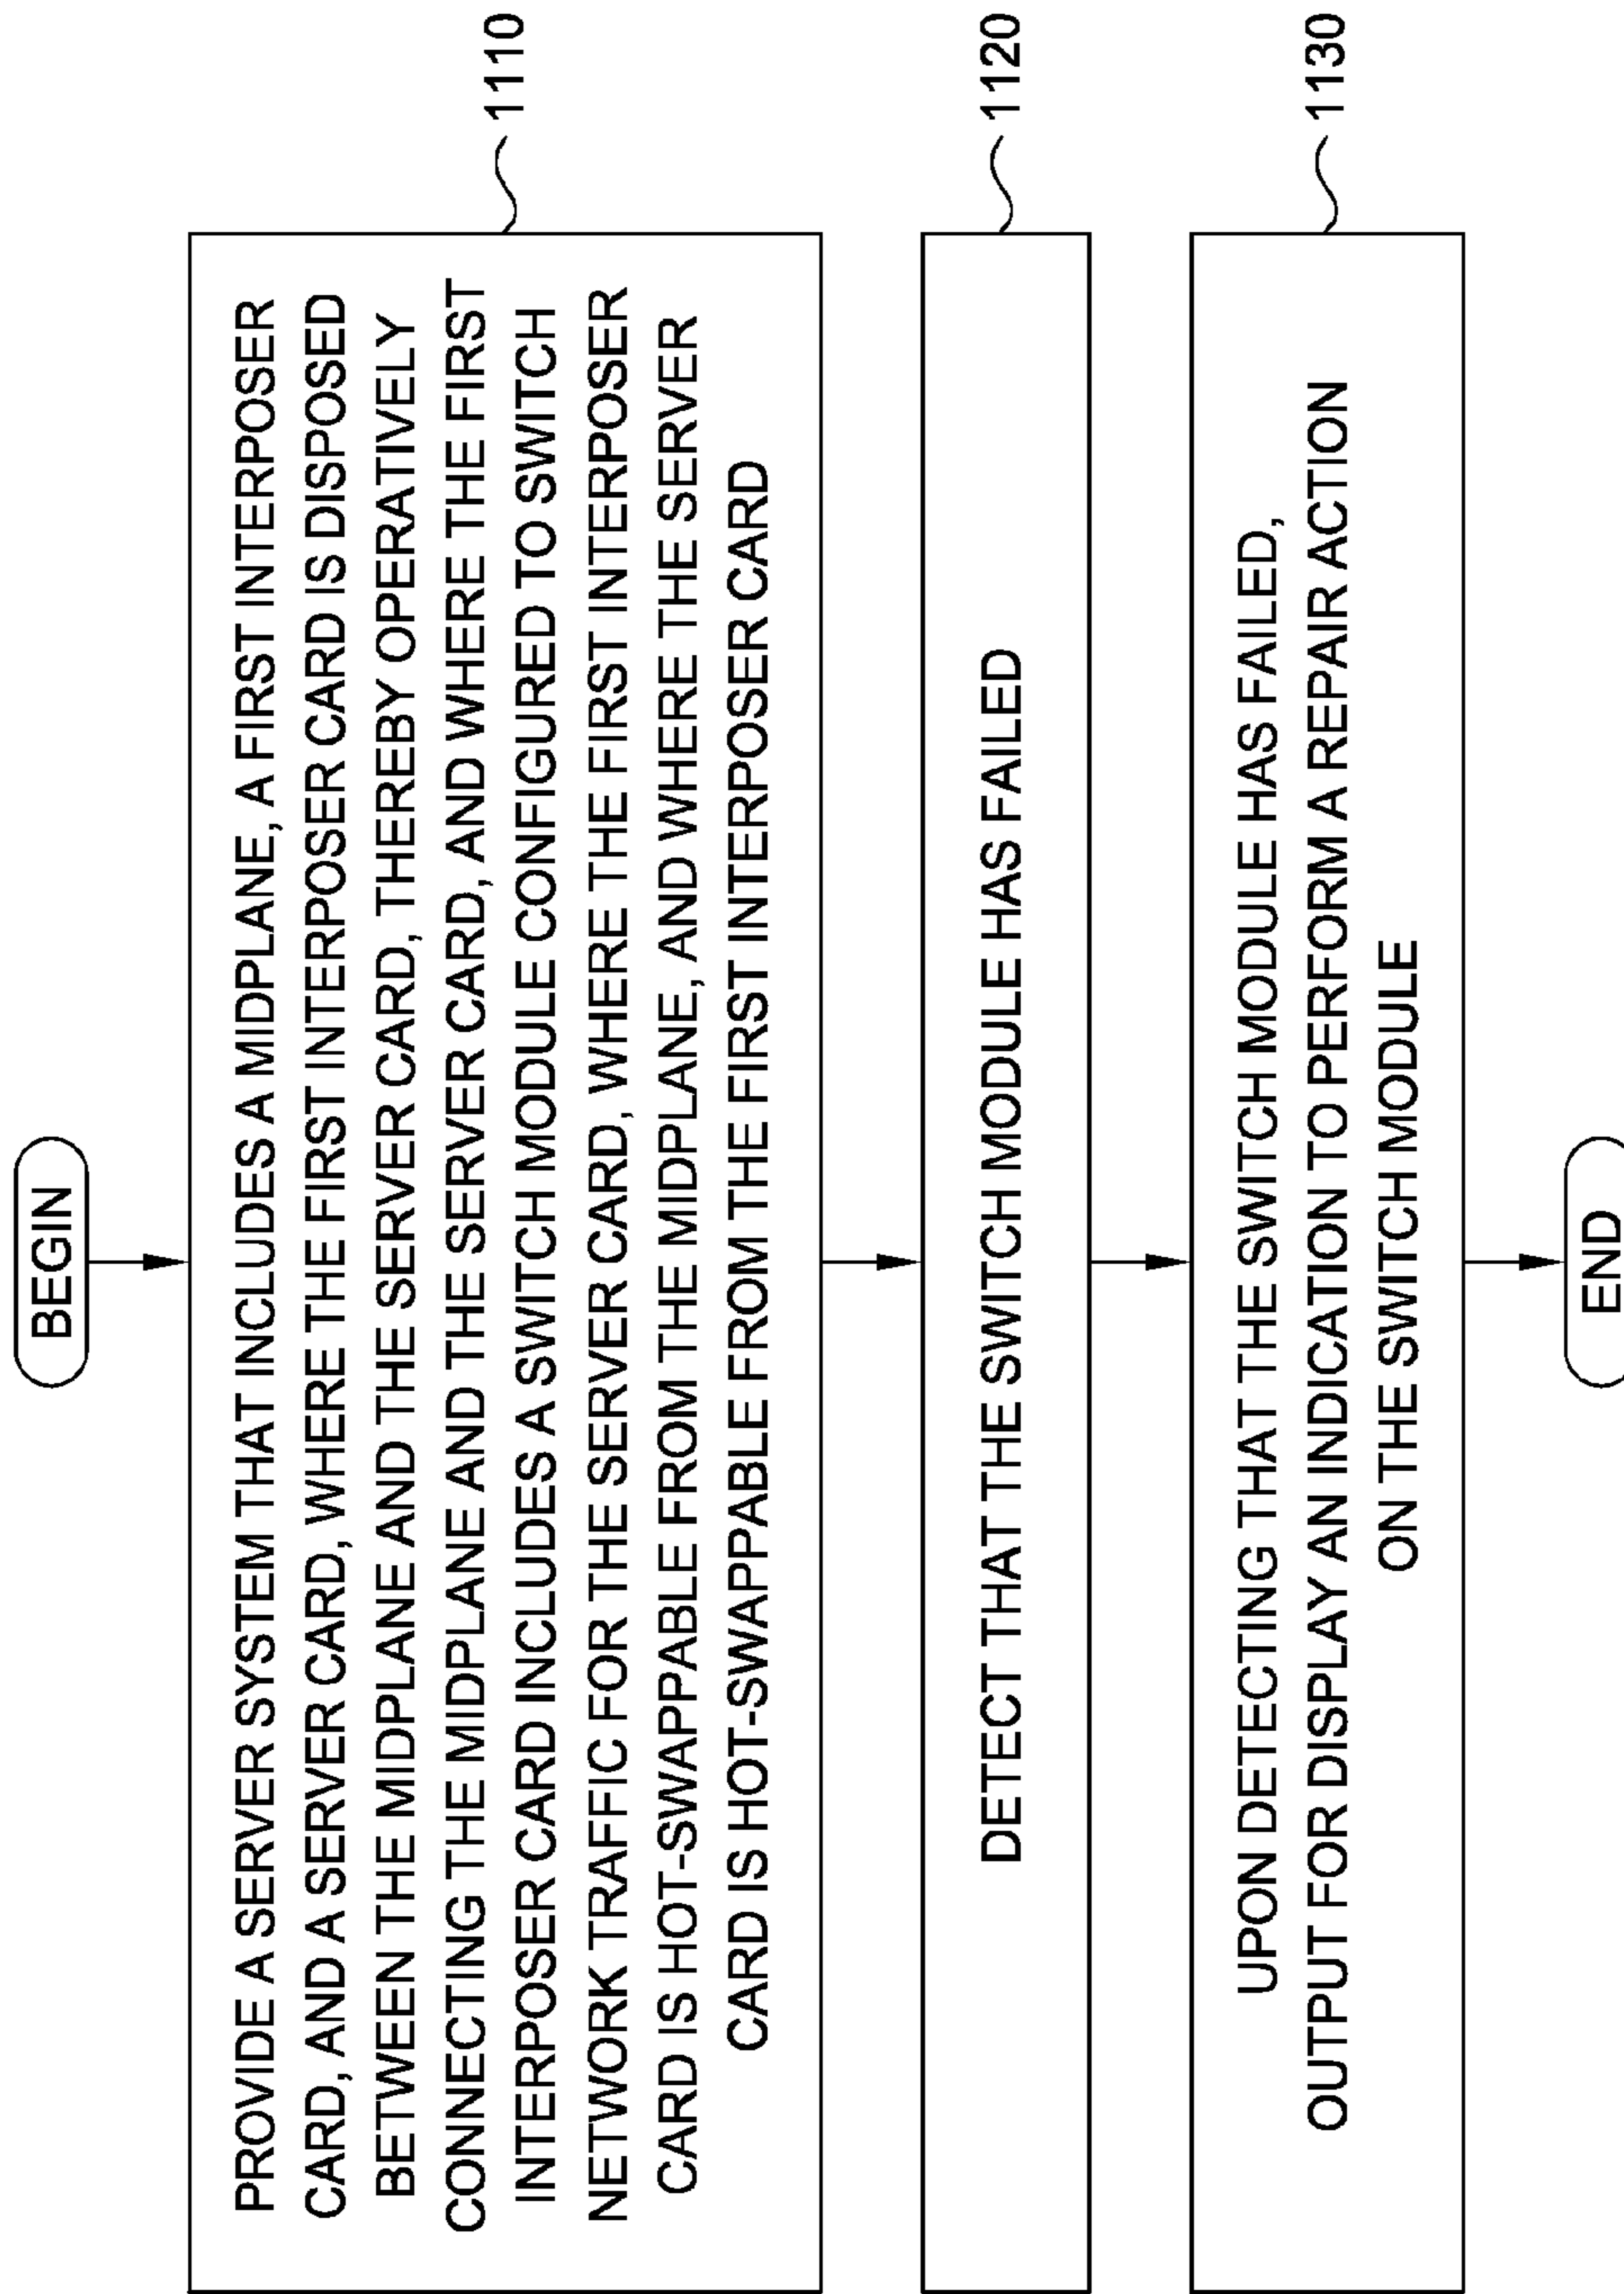 BEGIN
PROVIDE A SERVER SYSTEM THAT INCLUDES A MIDPLANE, A FIRST INTERPOSER
CARD, AND A SERVER CARD, WHERE THE FIRST INTERPOSER CARD IS DISPOSED
BETWEEN THE MIDPLANE AND THE SERVER CARD, THEREBY OPERATIVELY
CONNECTING THE MIDPLANE AND THE SERVER CARD, AND WHERE THE FIRST
INTERPOSER CARD INCLUDES A SWITCH MODULE CONFIGURED TO SWITCH
NETWORK TRAFFIC FOR THE SERVER CARD, WHERE THE FIRST INTERPOSER
CARD IS HOT-SWAPPABLE FROM THE MIDPLANE, AND WHERE THE SERVER
CARD IS HOT-SWAPPABLE FROM THE FIRST INTERPOSER CARD
1110
DETECT THAT THE SWITCH MODULE HAS FAILED
1120
UPON DETECTING THAT THE SWITCH MODULE HAS FAILED,
OUTPUT FOR DISPLAY AN INDICATION TO PERFORM A REPAIR ACTION
ON THE SWITCH MODULE
1130
END